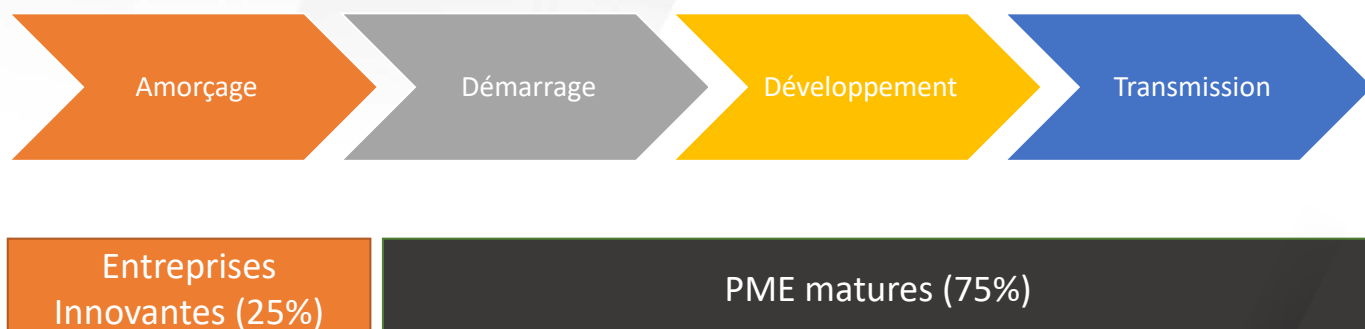 Amorçage
Démarrage
Développement
Transmission
Entreprises
Innovantes (25%)
PME matures (75%)